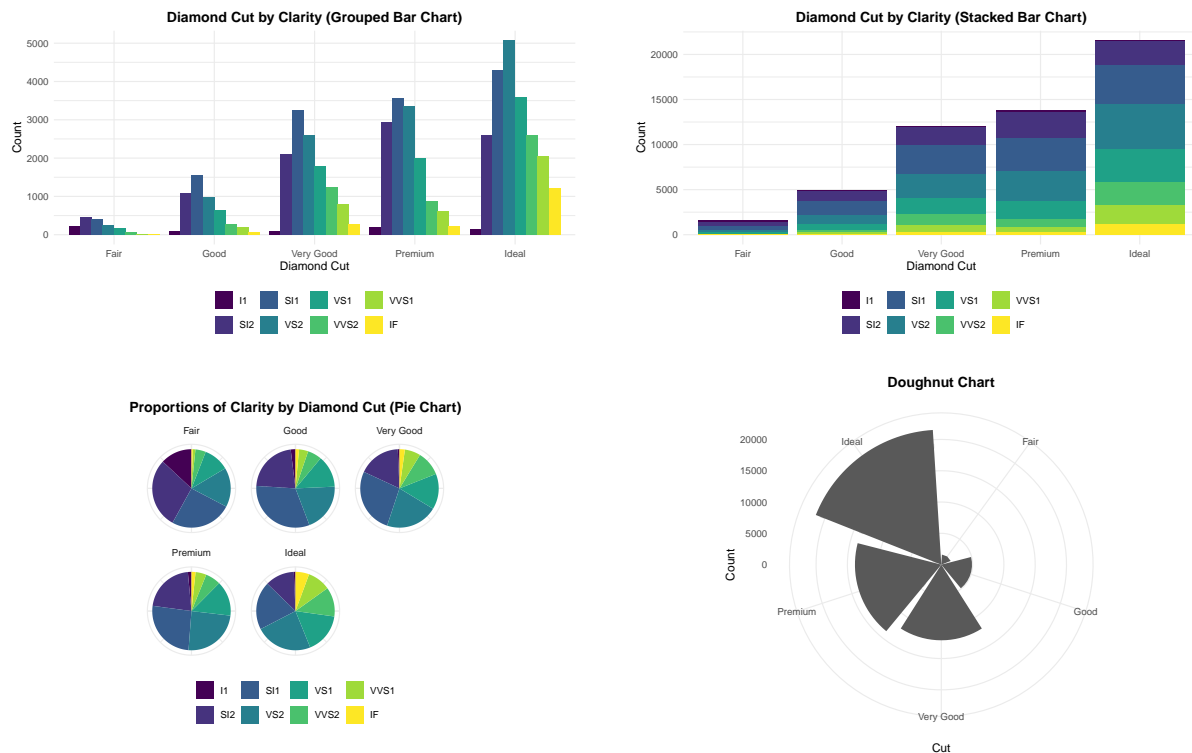 Diamond Cut by Clarity (Grouped Bar Chart)
5000
4000
3000
2000
1000
0
Count
Fair Good Very Good Premium Ideal
Diamond Cut
I1 SI1 VS1 VVS1
SI2 VS2 VVS2 IF
Diamond Cut by Clarity (Stacked Bar Chart)
20000
15000
10000
5000
0
Count
Fair Good Very Good Premium Ideal
Diamond Cut
I1 SI1 VS1 VVS1
SI2 VS2 VVS2 IF
Proportions of Clarity by Diamond Cut (Pie Chart)
Fair Good Very Good
Premium Ideal
I1 SI1 VS1 VVS1
SI2 VS2 VVS2 IF
Doughnut Chart
20000
15000
10000
5000
0
Count
Ideal Fair
Premium Good
Very Good
Cut